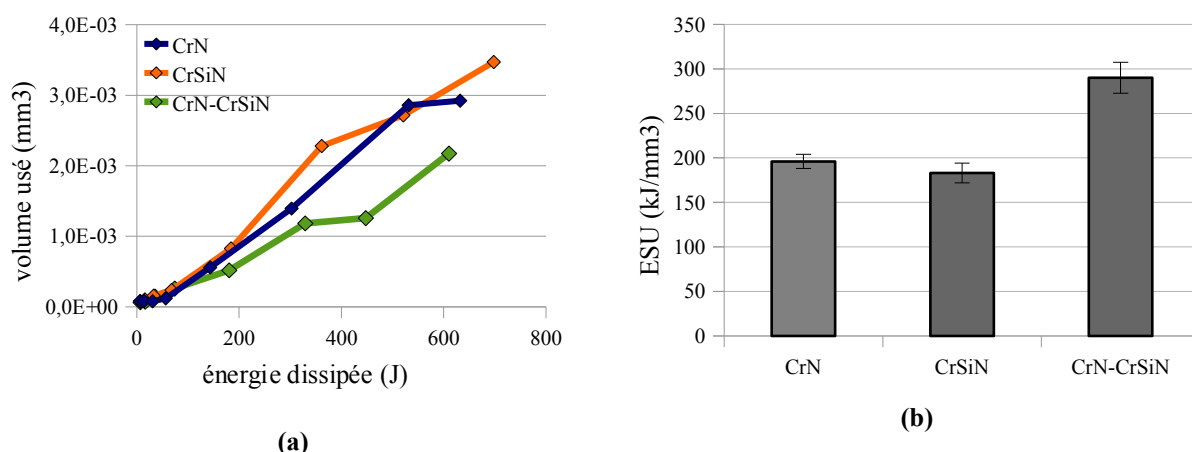 4,0E-03
3,0E-03
2,0E-03
1,0E-03
0,0E+00
volume usé (mm3)
CrN
CrSiN
CrN-CrSiN
0
200
400
600
800
énergie dissipée (J)
(a)
350
300
250
200
150
100
50
0
ESU (kJ/mm3)
CrN
CrSiN
CrN-CrSiN
(b)